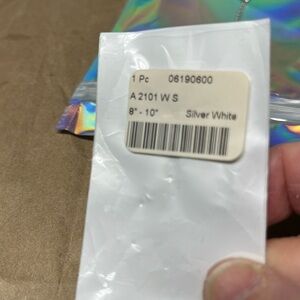 1 Pc 06190600
A 2101 W S
8" - 10" Silver White